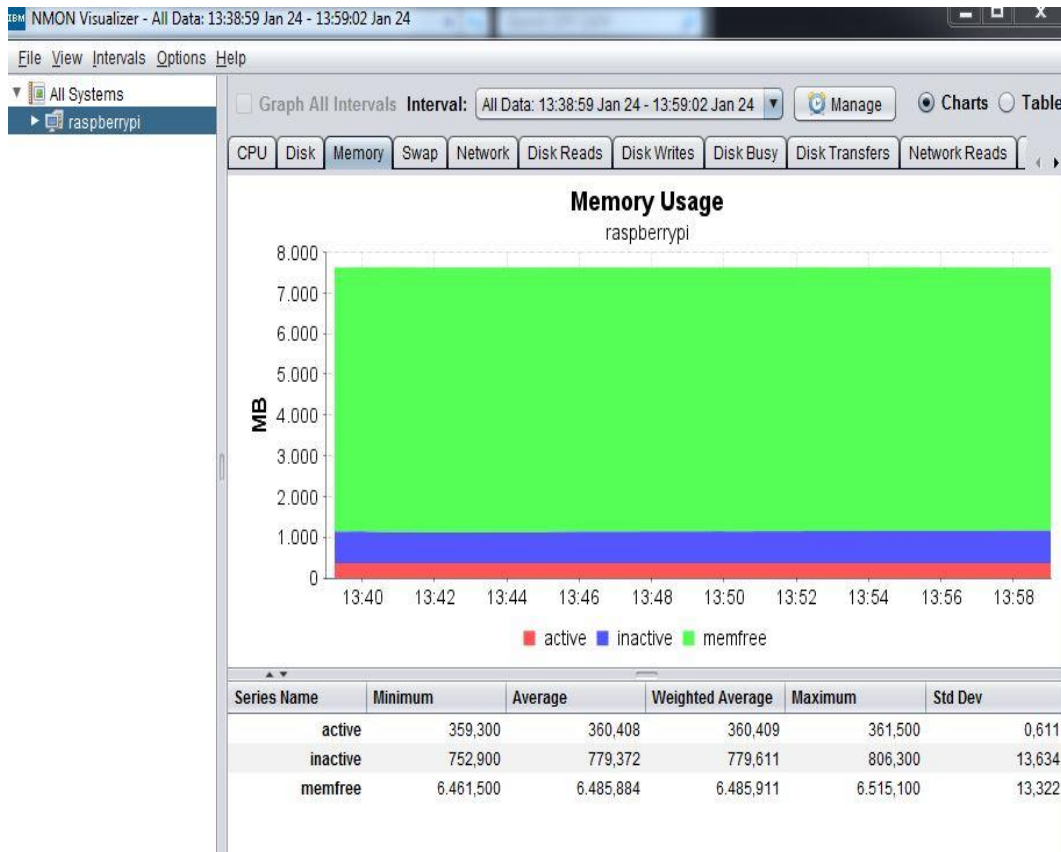 IBM NMON Visualizer - All Data: 13:38:59 Jan 24 - 13:59:02 Jan 24
File View Intervals Options Help
All Systems
raspberrypi
Graph All Intervals Interval: All Data: 13:38:59 Jan 24 - 13:59:02 Jan 24 Manage Charts Table
CPU Disk Memory Swap Network Disk Reads Disk Writes Disk Busy Disk Transfers Network Reads
Memory Usage
raspberrypi
MB
8.000
7.000
6.000
5.000
4.000
3.000
2.000
1.000
0
13:40 13:42 13:44 13:46 13:48 13:50 13:52 13:54 13:56 13:58
active inactive memfree
Series Name Minimum Average Weighted Average Maximum Std Dev
active 359,300 360,408 360,409 361,500 0,611
inactive 752,900 779,372 779,611 806,300 13,634
memfree 6.461,500 6.485,884 6.485,911 6.515,100 13,322